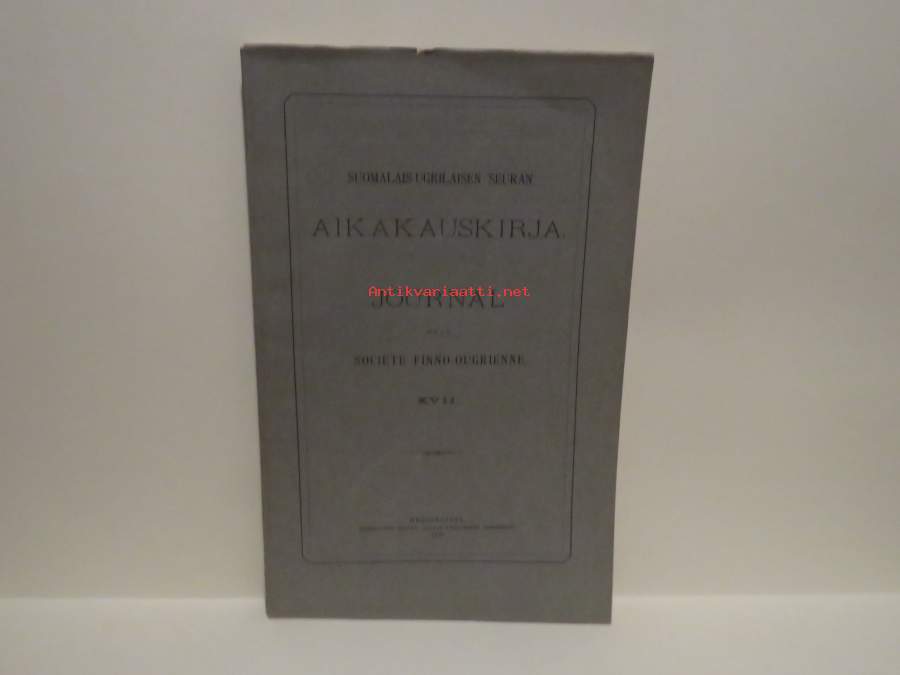 SUOMALAIS-UGRILAISEN SEURAN
AIKAKAUSKIRJA.
Antikvariaatti.net
JOURNAL
SOCIÉTÉ FINNO-OUGRIENNE.
XVII.